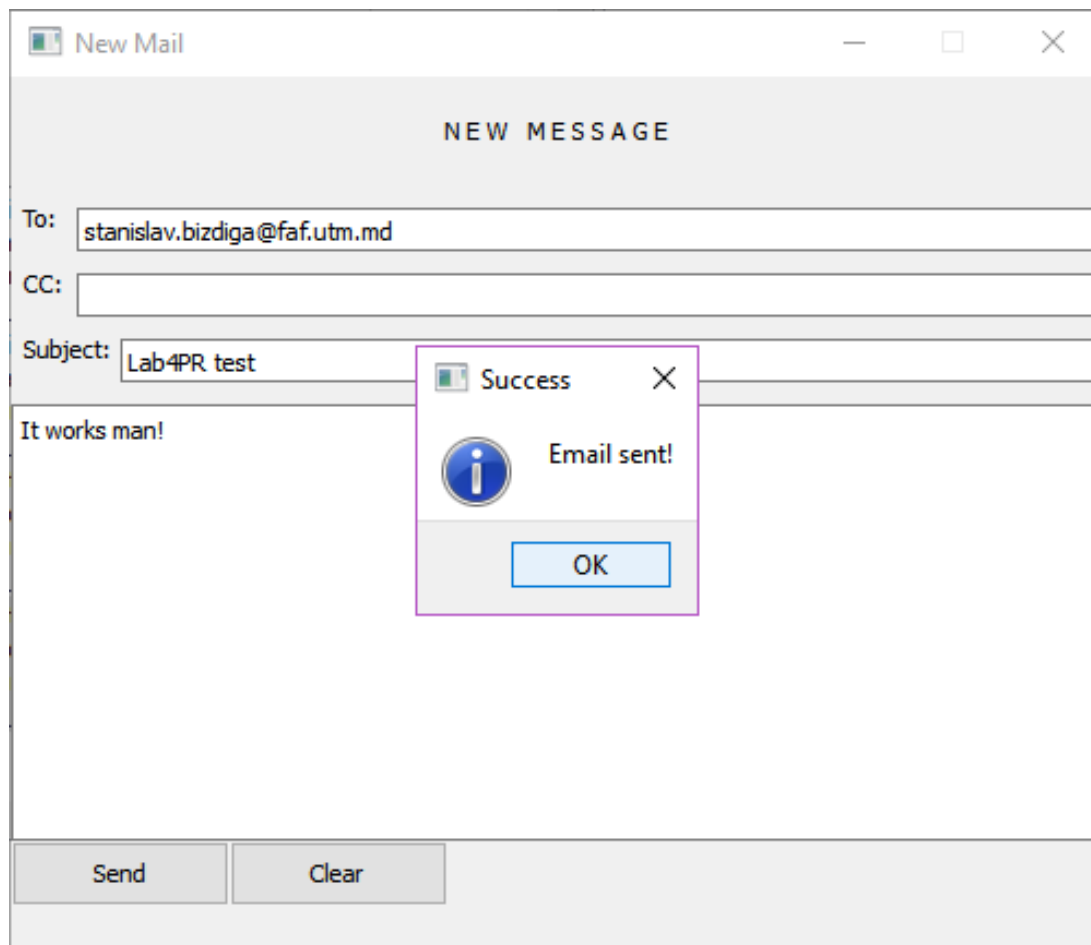 New Mail
NEW MESSAGE
To: stanislav.bizdiga@faf.utm.md
CC:
Subject: Lab4PR test
Success
Email sent!
OK
It works man!
Send Clear